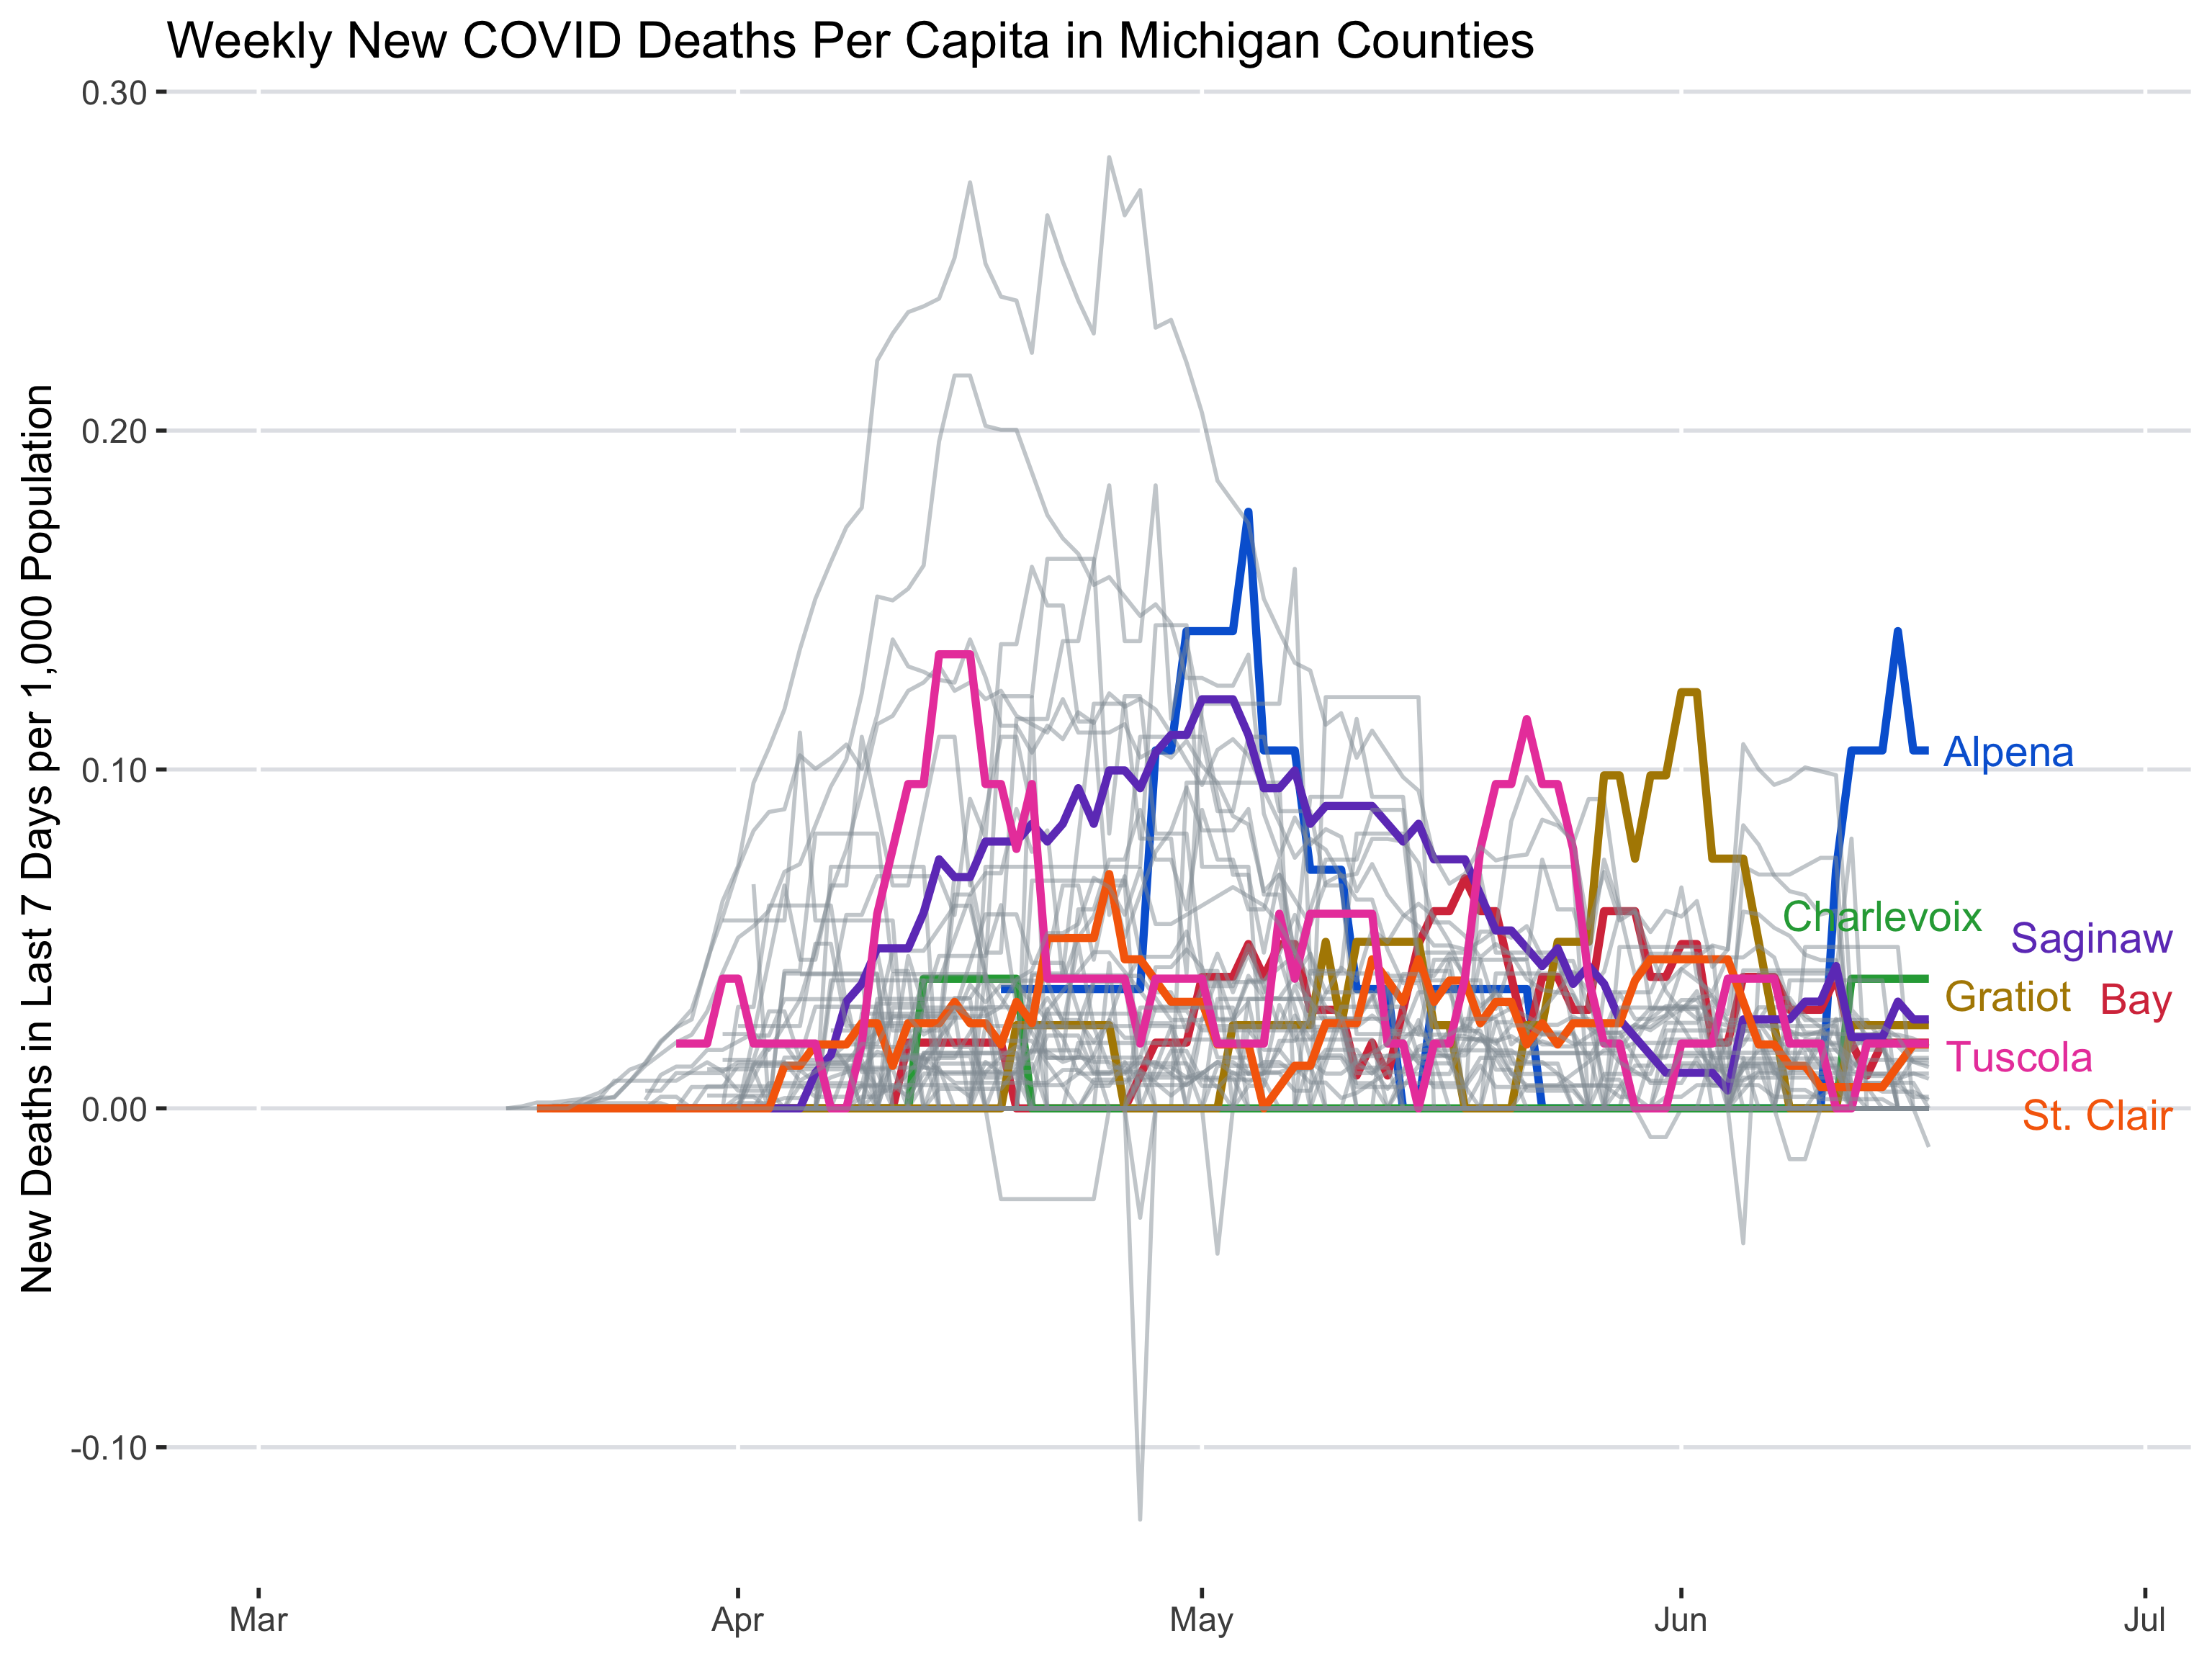 Weekly New COVID Deaths Per Capita in Michigan Counties
New Deaths in Last 7 Days per 1,000 Population
0.30
0.20
0.10
0.00
-0.10
Alpena
Charlevoix
Saginaw
Gratiot
Bay
Tuscola
St. Clair
Mar
Apr
May
Jun
Jul